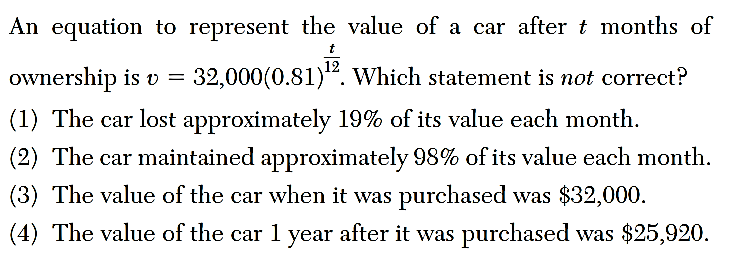 An equation to represent the value of a car after t months of
ownership is v = 32,000(0.81)^(t/12). Which statement is not correct?
(1) The car lost approximately 19% of its value each month.
(2) The car maintained approximately 98% of its value each month.
(3) The value of the car when it was purchased was $32,000.
(4) The value of the car 1 year after it was purchased was $25,920.